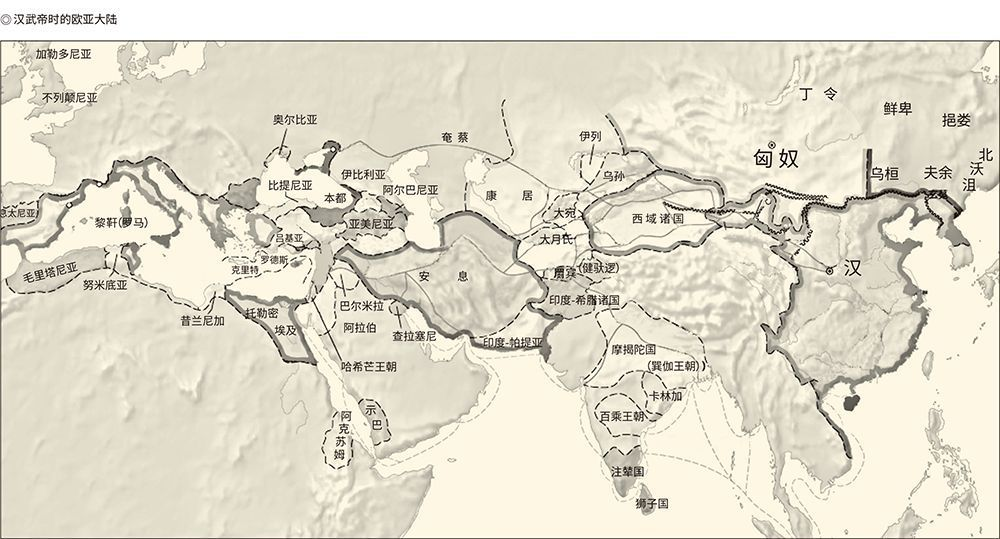 ◎ 汉武帝时的欧亚大陆
加勒多尼亚
不列颠尼亚
丁令
鲜卑
挹娄
奥尔比亚
奄蔡
伊列
匈奴
北沃沮
乌桓
夫余
比提尼亚
伊比利亚
本都
阿尔巴尼亚
乌孙
康居
大宛
西域诸国
黎轩(罗马)
亚美尼亚
吕基亚
大月氏
毛里塔尼亚
努米底亚
克里特
罗德斯
安息
(健驮逻)
汉
昔兰尼加
托勒密
埃及
巴尔米拉
阿拉伯
查拉塞尼
印度-希腊诸国
印度-帕提亚
摩揭陀国
(巽伽王朝)
哈希芒王朝
卡林加
百乘王朝
阿克苏姆
示巴
注辇国
狮子国